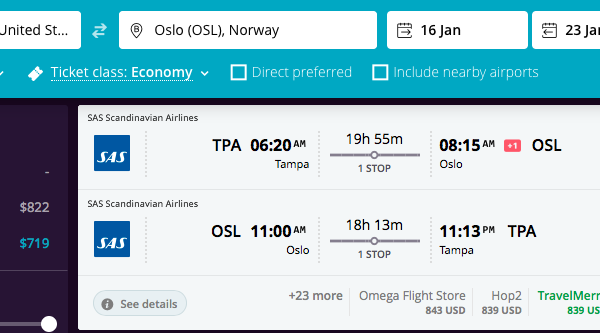 United St...
Oslo (OSL), Norway
16 Jan
23 Jan
Ticket class: Economy
Direct preferred
Include nearby airports
-
$822
$719
SAS Scandinavian Airlines
SAS
TPA 06:20 AM
Tampa
19h 55m
1 STOP
08:15 AM +1 OSL
Oslo
SAS Scandinavian Airlines
SAS
OSL 11:00 AM
Oslo
18h 13m
1 STOP
11:13 PM TPA
Tampa
See details
+23 more
Omega Flight Store
843 USD
Hop2
839 USD
TravelMerr
839 US